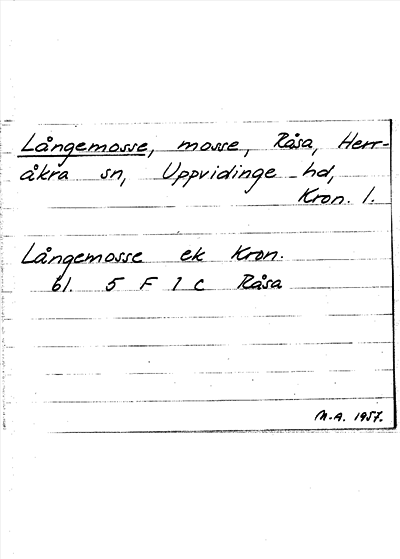 Långemosse, mosse, Råsa, Herr-
åkra sn, Uppvidinge hd,
Kron. l.
Långemosse ek Kron.
bl. 5 F 1 c Råsa
M.A. 1957.